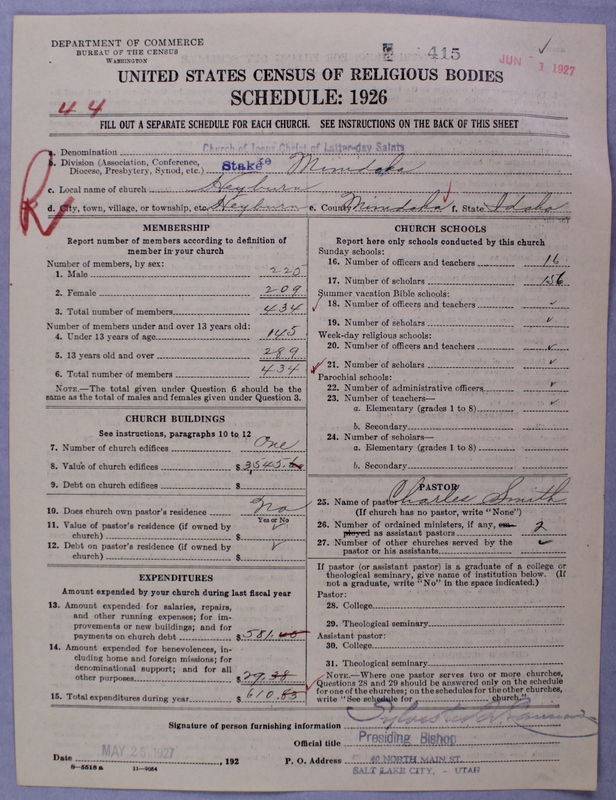 DEPARTMENT OF COMMERCE
BUREAU OF THE CENSUS
WASHINGTON
415
JUN 1 1927
UNITED STATES CENSUS OF RELIGIOUS BODIES
SCHEDULE: 1926
44
FILL OUT A SEPARATE SCHEDULE FOR EACH CHURCH. SEE INSTRUCTIONS ON THE BACK OF THIS SHEET
a. Denomination Church of Jesus Christ of Latter-day Saints
b. Division (Association, Conference, Diocese, Presbytery, Synod, etc.) Stake Minidoka
c. Local name of church Heyburn
d. City, town, village, or township, etc. Heyburn e. County Minidoka f. State Idaho
R
MEMBERSHIP
Report number of members according to definition of member in your church
Number of members, by sex:
1. Male 225
2. Female 209
3. Total number of members 434
Number of members under and over 13 years old:
4. Under 13 years of age 145
5. 13 years old and over 289
6. Total number of members 434
NOTE.—The total given under Question 6 should be the same as the total of males and females given under Question 3.
CHURCH BUILDINGS
See instructions, paragraphs 10 to 12
7. Number of church edifices One
8. Value of church edifices $ 3,545.
9. Debt on church edifices $
10. Does church own pastor's residence No
Yes or No
11. Value of pastor's residence (if owned by church) $
12. Debt on pastor's residence (if owned by church) $
EXPENDITURES
Amount expended by your church during last fiscal year
13. Amount expended for salaries, repairs, and other running expenses; for improvements or new buildings; and for payments on church debt $ 581.
14. Amount expended for benevolences, including home and foreign missions; for denominational support; and for all other purposes $ 29.
15. Total expenditures during year $ 610.
CHURCH SCHOOLS
Report here only schools conducted by this church
Sunday schools:
16. Number of officers and teachers 16
17. Number of scholars 156
Summer vacation Bible schools:
18. Number of officers and teachers
19. Number of scholars
Week-day religious schools:
20. Number of officers and teachers
21. Number of scholars
Parochial schools:
22. Number of administrative officers
23. Number of teachers—
a. Elementary (grades 1 to 8)
b. Secondary
24. Number of scholars—
a. Elementary (grades 1 to 8)
b. Secondary
PASTOR
25. Name of pastor Charles Smith
(If church has no pastor, write "None")
26. Number of ordained ministers, if any, employed as assistant pastors 2
27. Number of other churches served by the pastor or his assistants
If pastor (or assistant pastor) is a graduate of a college or theological seminary, give name of institution below. (If not a graduate, write "No" in the space indicated.)
Pastor:
28. College
29. Theological seminary
Assistant pastor:
30. College
31. Theological seminary
NOTE.—Where one pastor serves two or more churches, Questions 28 and 29 should be answered only on the schedule for one of the churches; on the schedules for the other churches, write "See schedule for church."
Signature of person furnishing information
Official title Presiding Bishop
Date MAY 25 1927, 192 P. O. Address 40 NORTH MAIN ST.
SALT LAKE CITY, - UTAH
8—5518 a 11—9164